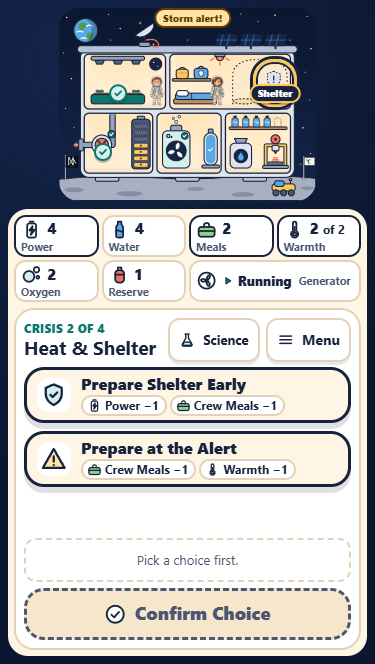 Storm alert!
Shelter
4
Power
4
Water
2
Meals
2 of 2
Warmth
2
Oxygen
1
Reserve
Running Generator
CRISIS 2 OF 4
Heat & Shelter
Science
Menu
Prepare Shelter Early
Power −1
Crew Meals −1
Prepare at the Alert
Crew Meals −1
Warmth −1
Pick a choice first.
Confirm Choice